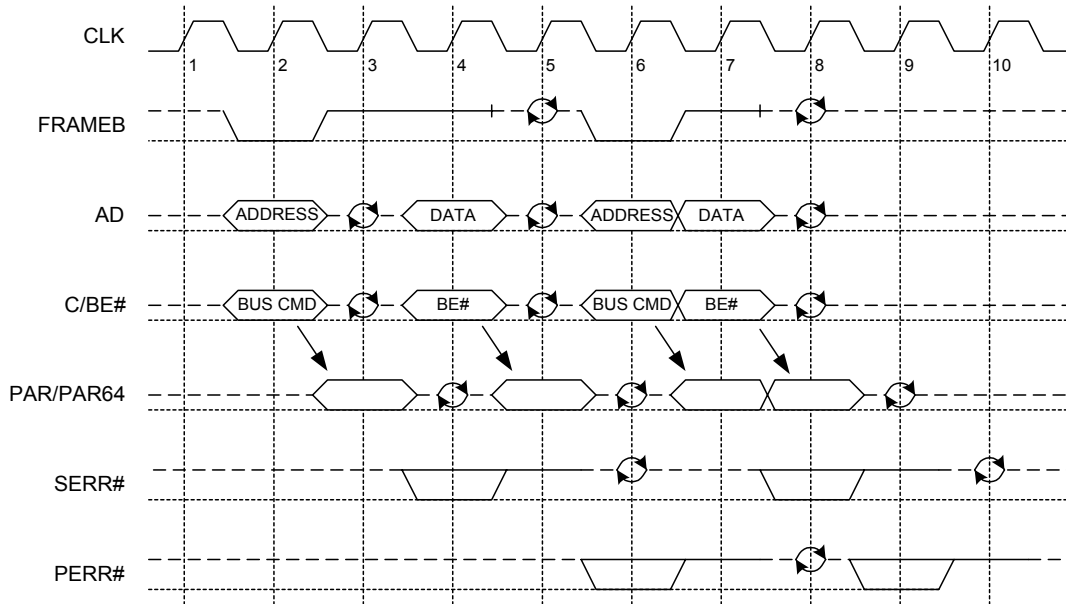 CLK
1 2 3 4 5 6 7 8 9 10
FRAMEB
AD
ADDRESS DATA ADDRESS DATA
C/BE#
BUS CMD BE# BUS CMD BE#
PAR/PAR64
SERR#
PERR#